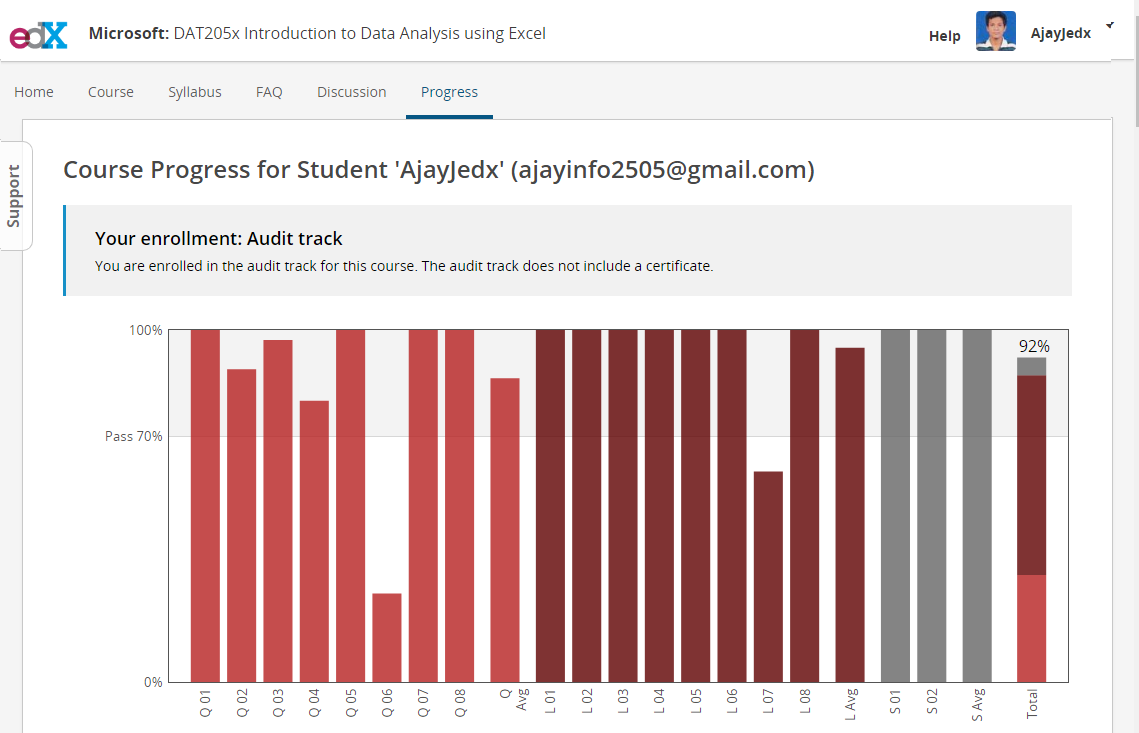 edX
Microsoft: DAT205x Introduction to Data Analysis using Excel
Help
AjayJedx
Home
Course
Syllabus
FAQ
Discussion
Progress
Support
Course Progress for Student 'AjayJedx' (ajayinfo2505@gmail.com)
Your enrollment: Audit track
You are enrolled in the audit track for this course. The audit track does not include a certificate.
100%
92%
Pass 70%
0%
Q 01
Q 02
Q 03
Q 04
Q 05
Q 06
Q 07
Q 08
Q
Avg
L 01
L 02
L 03
L 04
L 05
L 06
L 07
L 08
L Avg
S 01
S 02
S Avg
Total